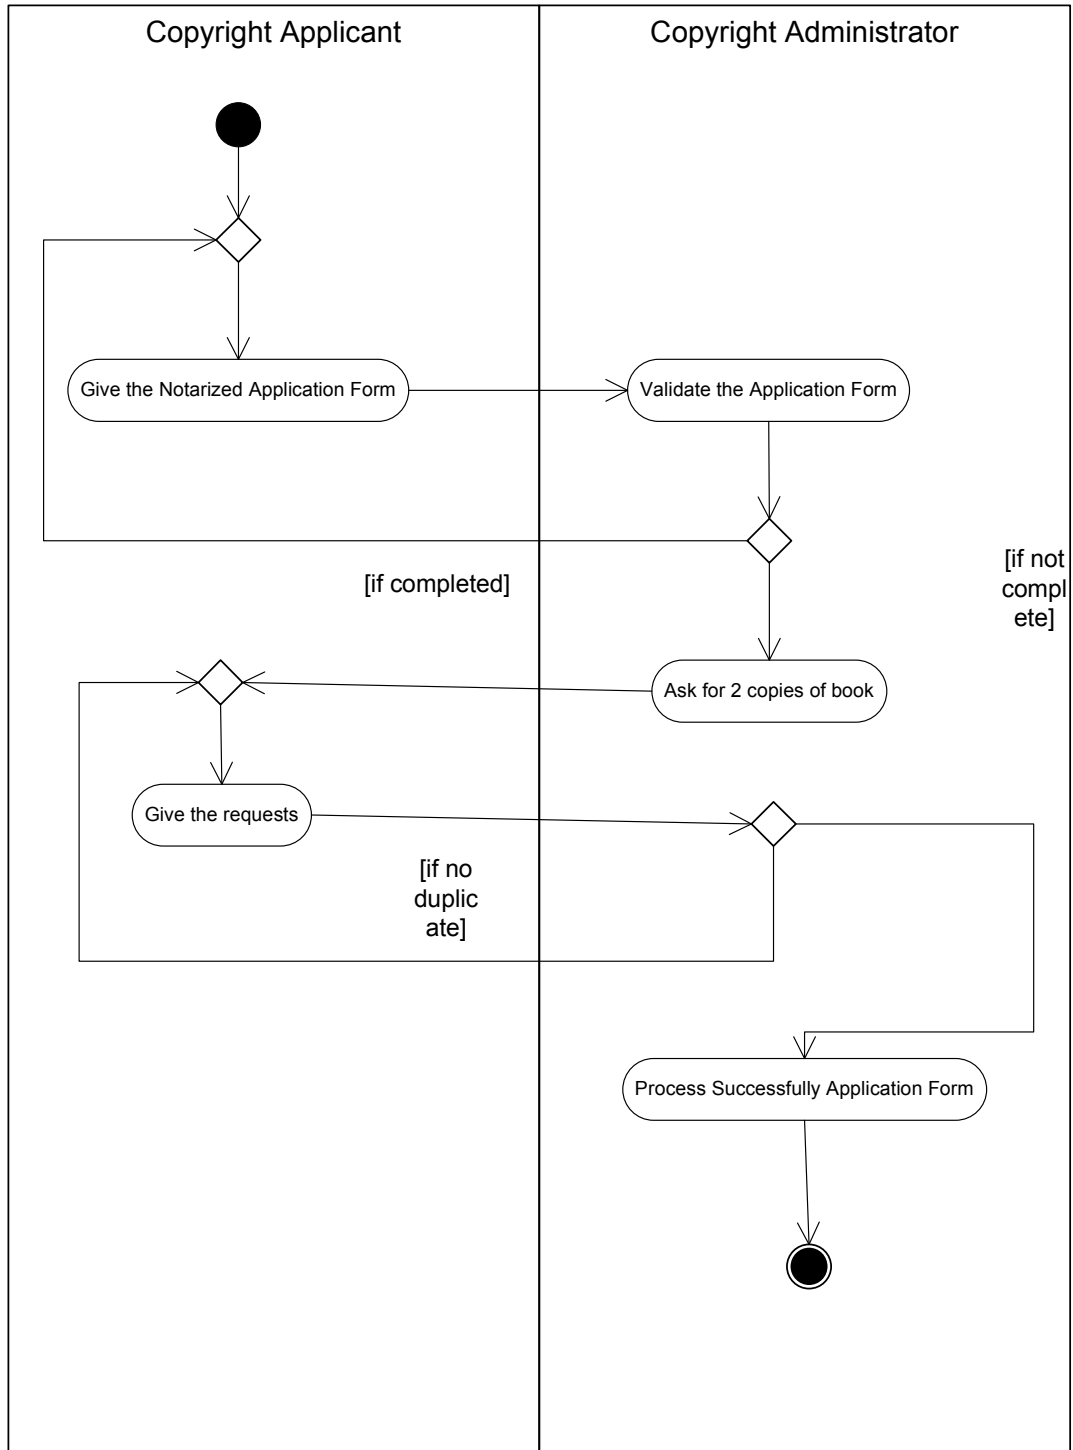 Copyright Applicant
Copyright Administrator
Give the Notarized Application Form
Validate the Application Form
[if completed]
[if not
compl
ete]
Ask for 2 copies of book
Give the requests
[if no
duplic
ate]
Process Successfully Application Form